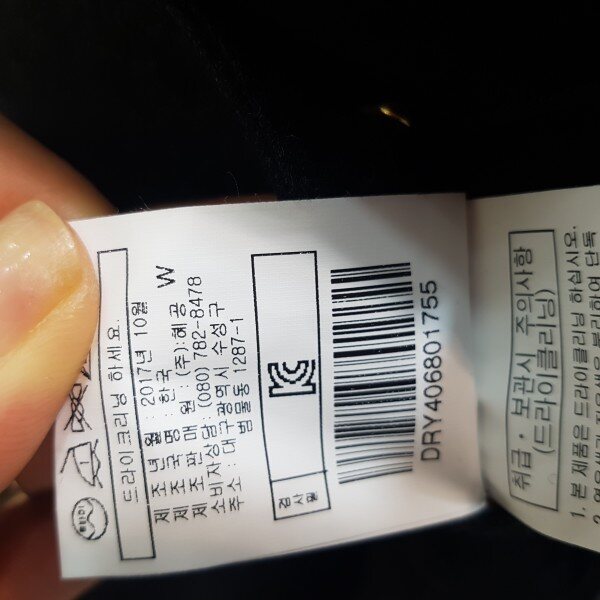 드라이크리닝 하세요.
제 조 년 월 : 2017년 10월
제 조 국 명 : 한국 W
제 조 판 매 원 : (주)혜 공
소비자상담 (080) 782-8478
주소 : 대구광역시 수성구
범물동 1287-1
DRY406801755
취급 · 보관시 주의사항
(드라이클리닝)
1. 본 제품은 드라이클리닝 하십시오.